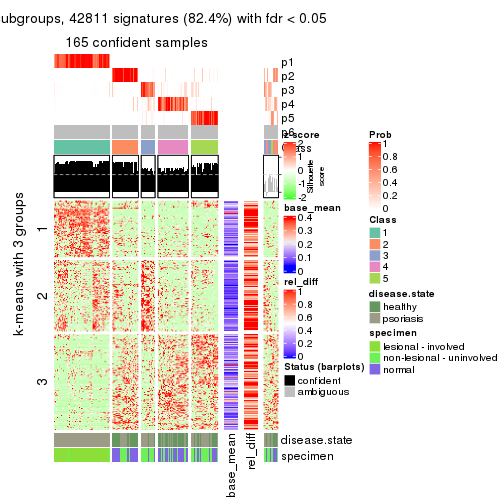 ubgroups, 42811 signatures (82.4%) with fdr < 0.05
165 confident samples
p1
p2
p3
p4
p5
p6
Class
Silhouette
score
k-means with 3 groups
1
2
3
base_mean
rel_diff
disease.state
specimen
z-score
2
1
0
-1
-2
base_mean
0.4
0.3
0.2
0.1
0
rel_diff
1
0.8
0.6
0.4
0.2
0
Status (barplots)
confident
ambiguous
Prob
1
0.8
0.6
0.4
0.2
0
Class
1
2
3
4
5
disease.state
healthy
psoriasis
specimen
lesional - involved
non-lesional - uninvolved
normal